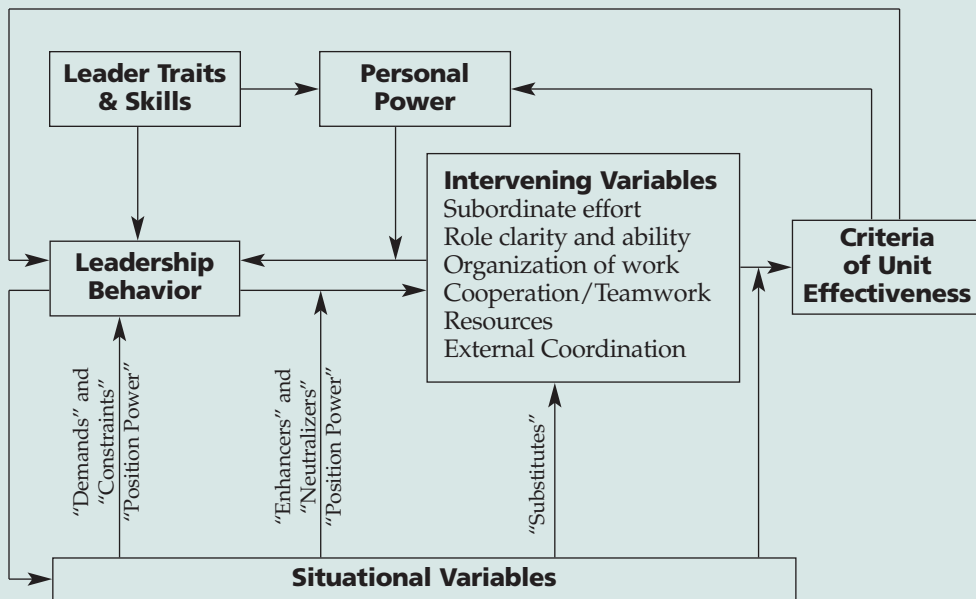 Leader Traits
& Skills
Personal
Power
Intervening Variables
Subordinate effort
Role clarity and ability
Organization of work
Cooperation/Teamwork
Resources
External Coordination
Leadership
Behavior
Criteria
of Unit
Effectiveness
“Demands” and
“Constraints”
“Position Power”
“Enhancers” and
“Neutralizers”
“Position Power”
“Substitutes”
Situational Variables